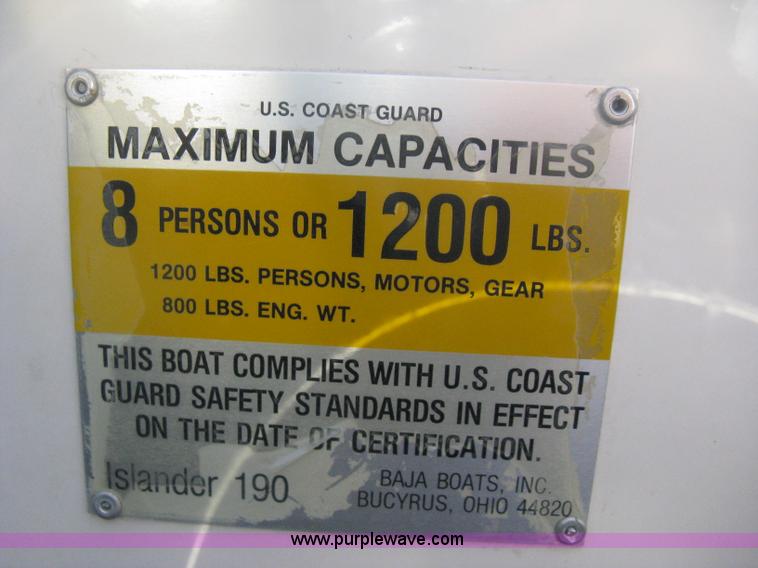 U.S. COAST GUARD
MAXIMUM CAPACITIES
8 PERSONS OR 1200 LBS.
1200 LBS. PERSONS, MOTORS, GEAR
800 LBS. ENG. WT.
THIS BOAT COMPLIES WITH U.S. COAST
GUARD SAFETY STANDARDS IN EFFECT
ON THE DATE OF CERTIFICATION.
Islander 190
BAJA BOATS, INC.
BUCYRUS, OHIO 44820
www.purplewave.com